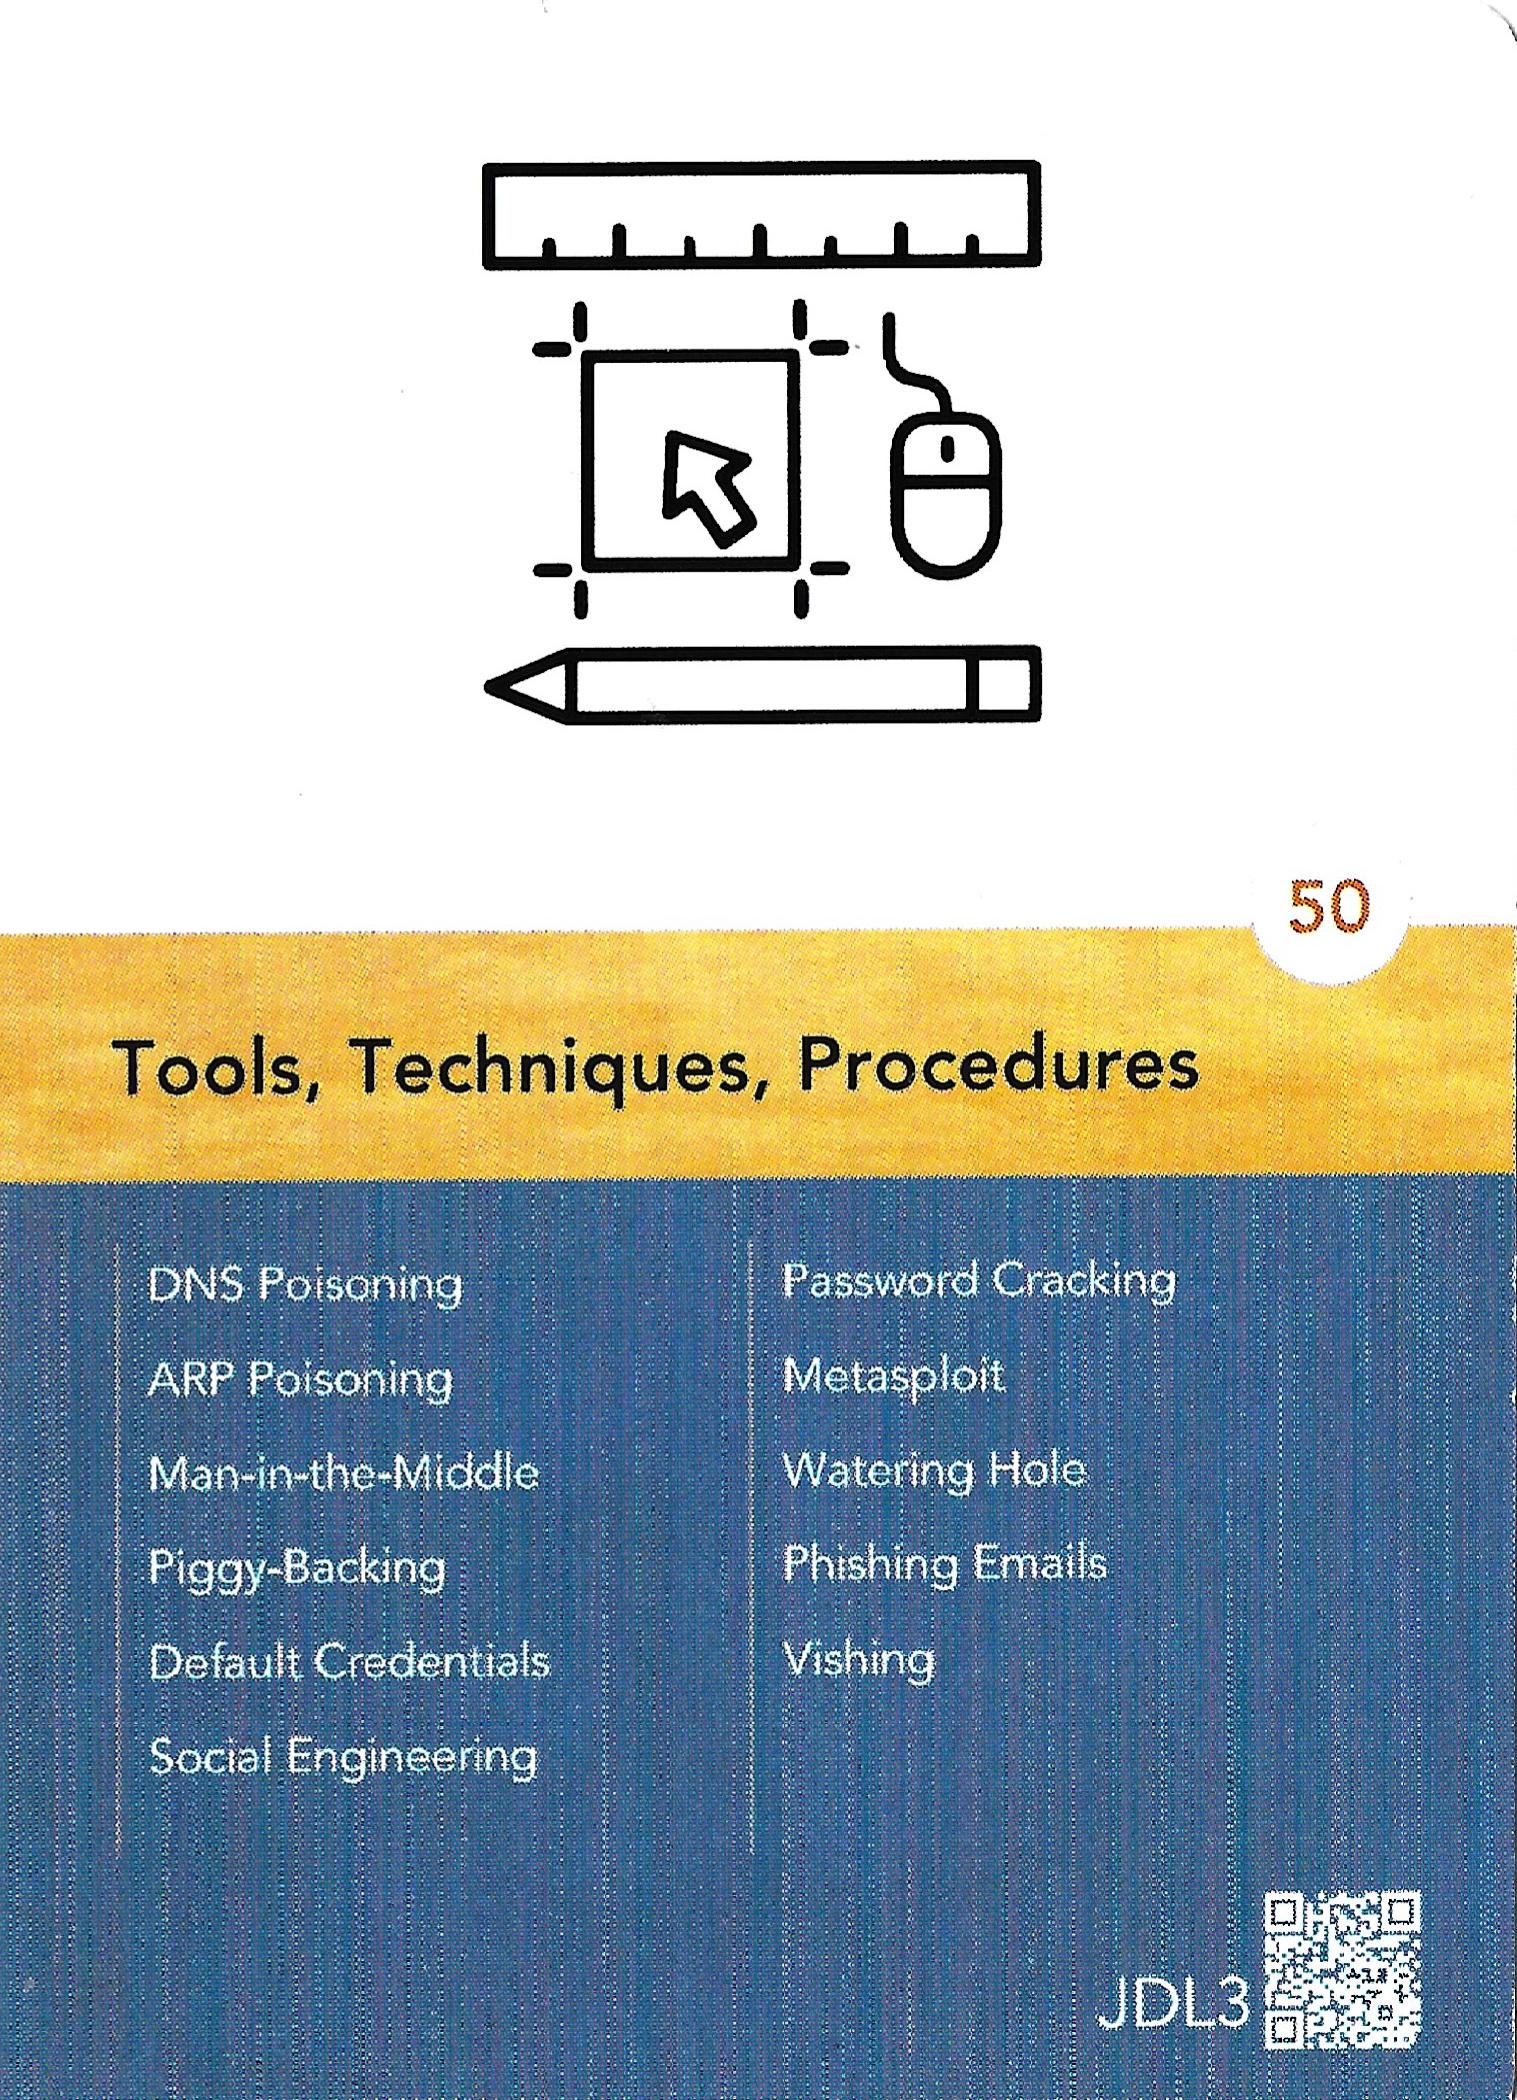 50
Tools, Techniques, Procedures
DNS Poisoning
ARP Poisoning
Man-in-the-Middle
Piggy-Backing
Default Credentials
Social Engineering
Password Cracking
Metasploit
Watering Hole
Phishing Emails
Vishing
JDL3